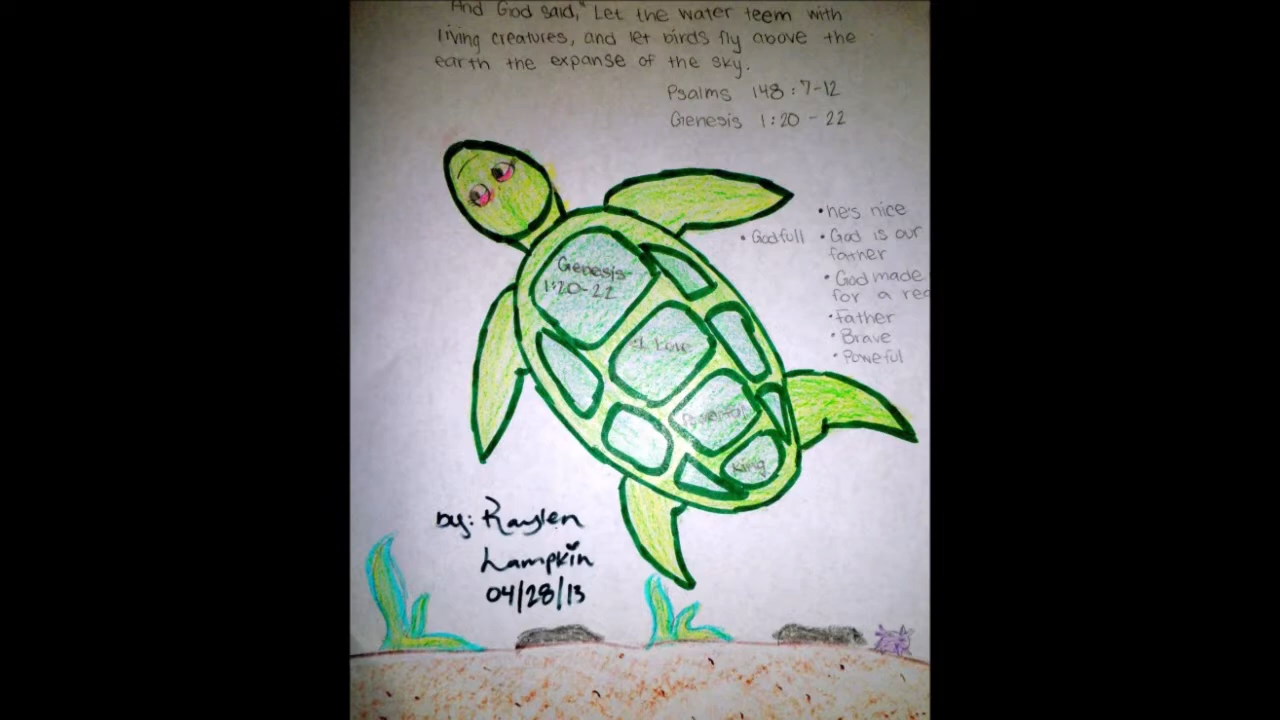 "And God said," Let the water teem with
living creatures, and let birds fly above the
earth the expanse of the sky.
Psalms 148:7-12
Genesis 1:20-22
• he's nice
• Godfull
• God is our
father
• God made
for a rea
• Father
• Brave
• Poweful
Genesis
1:20-22
Love
Powerful
King
by: Raylen
Lampkin
04/28/13